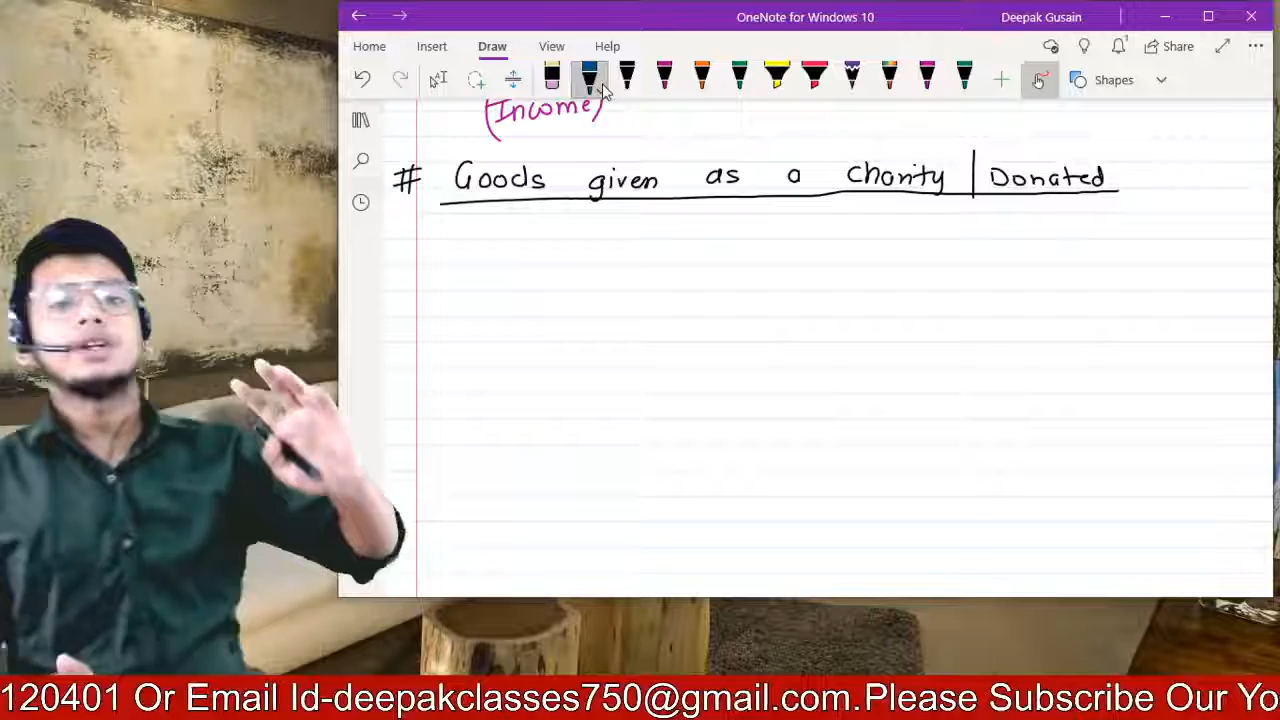 OneNote for Windows 10 Deepak Gusain
Home Insert Draw View Help Share
Shapes
(Income)
# Goods given as a Charity | Donated
120401 Or Email Id-deepakclasses750@gmail.com.Please Subscribe Our Yo